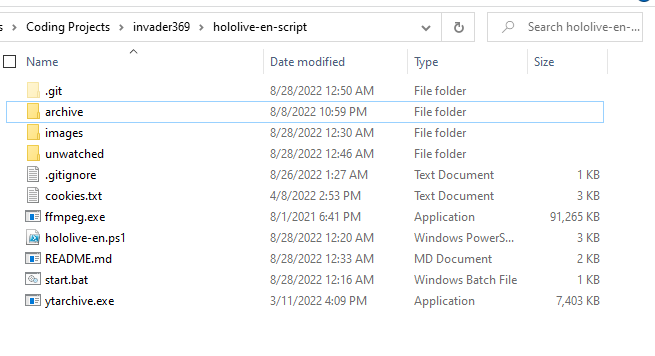 s > Coding Projects > invader369 > hololive-en-script Search hololive-en-...
Name Date modified Type Size
.git 8/28/2022 12:50 AM File folder
archive 8/8/2022 10:59 PM File folder
images 8/28/2022 12:30 AM File folder
unwatched 8/28/2022 12:46 AM File folder
.gitignore 8/26/2022 1:27 AM Text Document 1 KB
cookies.txt 4/8/2022 2:53 PM Text Document 3 KB
ffmpeg.exe 8/1/2021 6:41 PM Application 91,265 KB
hololive-en.ps1 8/28/2022 12:20 AM Windows PowerS... 3 KB
README.md 8/28/2022 12:33 AM MD Document 2 KB
start.bat 8/28/2022 12:16 AM Windows Batch File 1 KB
ytarchive.exe 3/11/2022 4:09 PM Application 7,403 KB